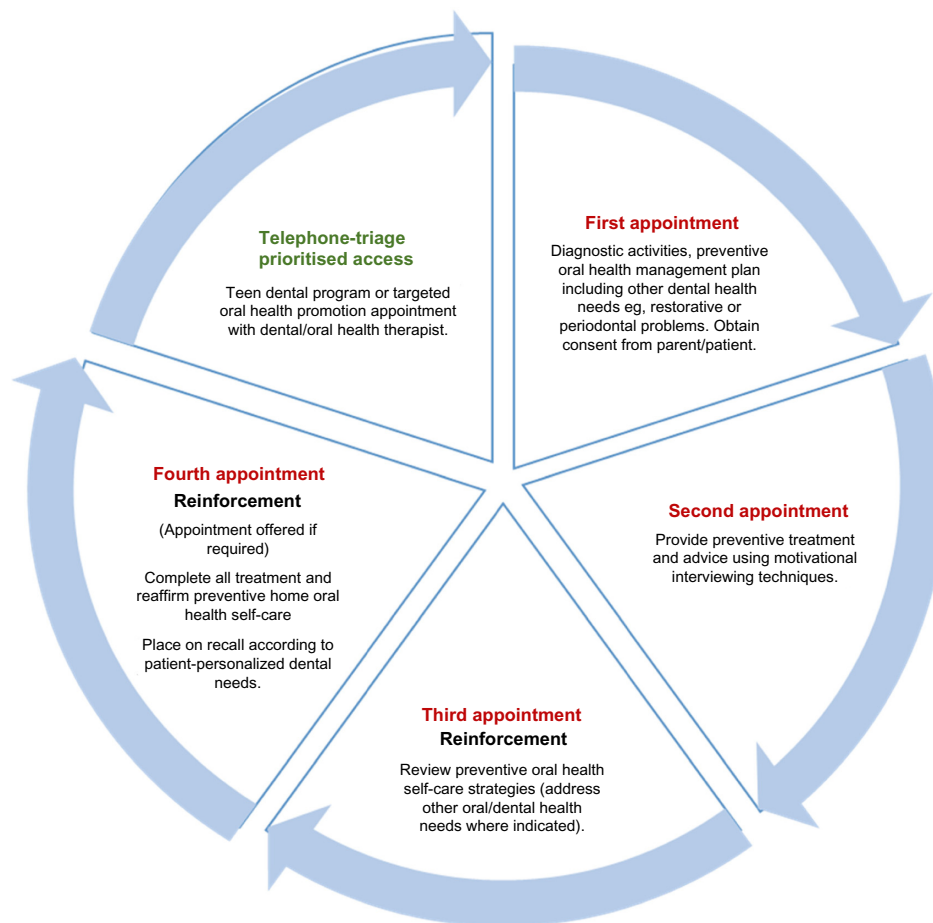 Telephone-triage
prioritised access
Teen dental program or targeted
oral health promotion appointment
with dental/oral health therapist.
First appointment
Diagnostic activities, preventive
oral health management plan
including other dental health
needs eg, restorative or
periodontal problems. Obtain
consent from parent/patient.
Second appointment
Provide preventive treatment
and advice using motivational
interviewing techniques.
Third appointment
Reinforcement
Review preventive oral health
self-care strategies (address
other oral/dental health
needs where indicated).
Fourth appointment
Reinforcement
(Appointment offered if
required)
Complete all treatment and
reaffirm preventive home oral
health self-care
Place on recall according to
patient-personalized dental
needs.